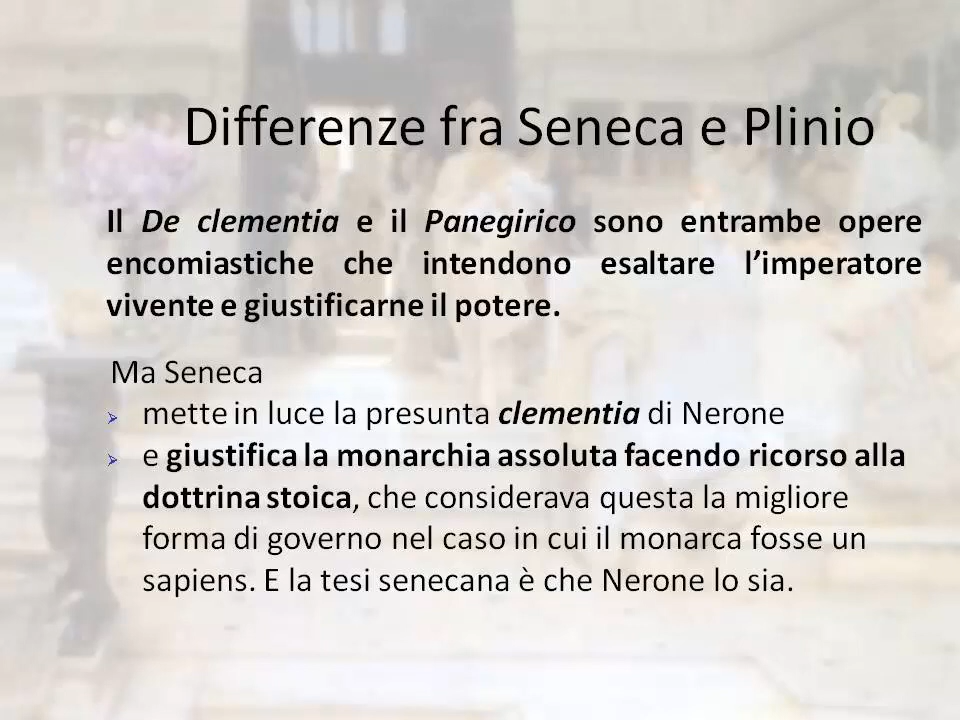 Differenze fra Seneca e Plinio
Il De clementia e il Panegirico sono entrambe opere
encomiastiche che intendono esaltare l’imperatore
vivente e giustificarne il potere.
Ma Seneca
mette in luce la presunta clementia di Nerone
e giustifica la monarchia assoluta facendo ricorso alla
dottrina stoica, che considerava questa la migliore
forma di governo nel caso in cui il monarca fosse un
sapiens. E la tesi senecana è che Nerone lo sia.